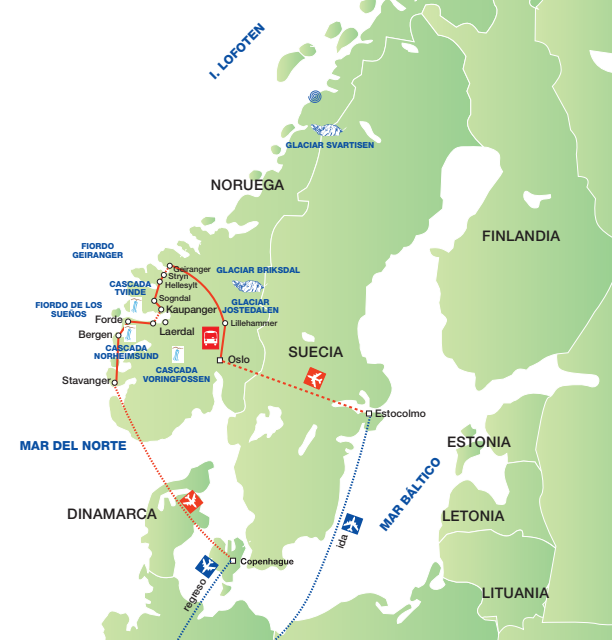 I. LOFOTEN
GLACIAR SVARTISEN
NORUEGA
FINLANDIA
FIORDO
GEIRANGER
Geiranger
GLACIAR BRIKSDAL
Stryn
CASCADA
TVINDE
Hellesylt
Sogndal
GLACIAR
JOSTEDALEN
FIORDO DE LOS
SUEÑOS
Kaupanger
Forde
Laerdal
Lillehammer
Bergen
CASCADA
NORHEIMSUND
SUECIA
Oslo
CASCADA
VORINGFOSSEN
Stavanger
Estocolmo
MAR DEL NORTE
ESTONIA
MAR BÁLTICO
DINAMARCA
LETONIA
ida
Copenhague
regreso
LITUANIA